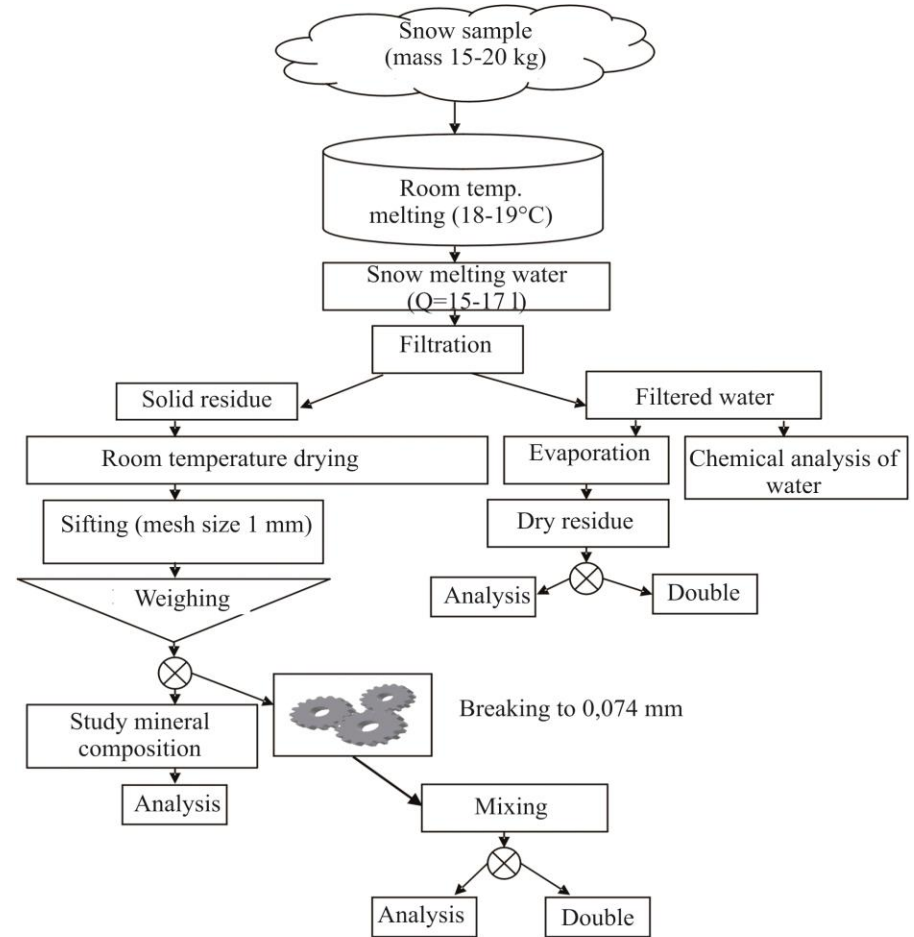 Snow sample
(mass 15-20 kg)
Room temp.
melting (18-19°C)
Snow melting water
(Q=15-17 l)
Filtration
Solid residue
Filtered water
Room temperature drying
Evaporation
Chemical analysis of
water
Sifting (mesh size 1 mm)
Dry residue
Weighing
Analysis
Double
Study mineral
composition
Breaking to 0,074 mm
Analysis
Mixing
Analysis
Double